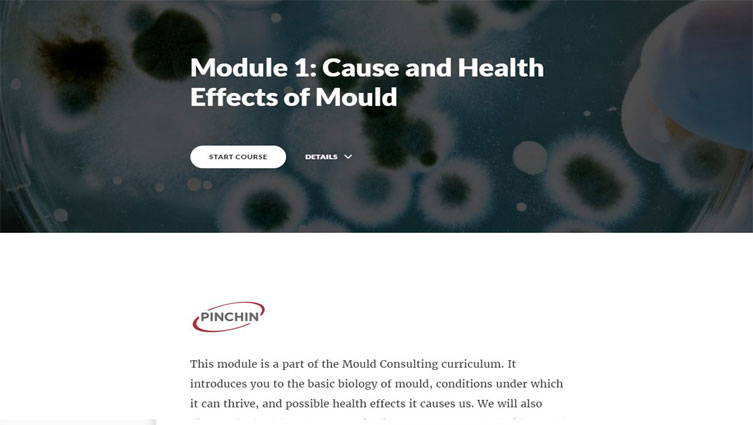 Module 1: Cause and Health
Effects of Mould
START COURSE
DETAILS
PINCHIN
This module is a part of the Mould Consulting curriculum. It
introduces you to the basic biology of mould, conditions under which
it can thrive, and possible health effects it causes us. We will also